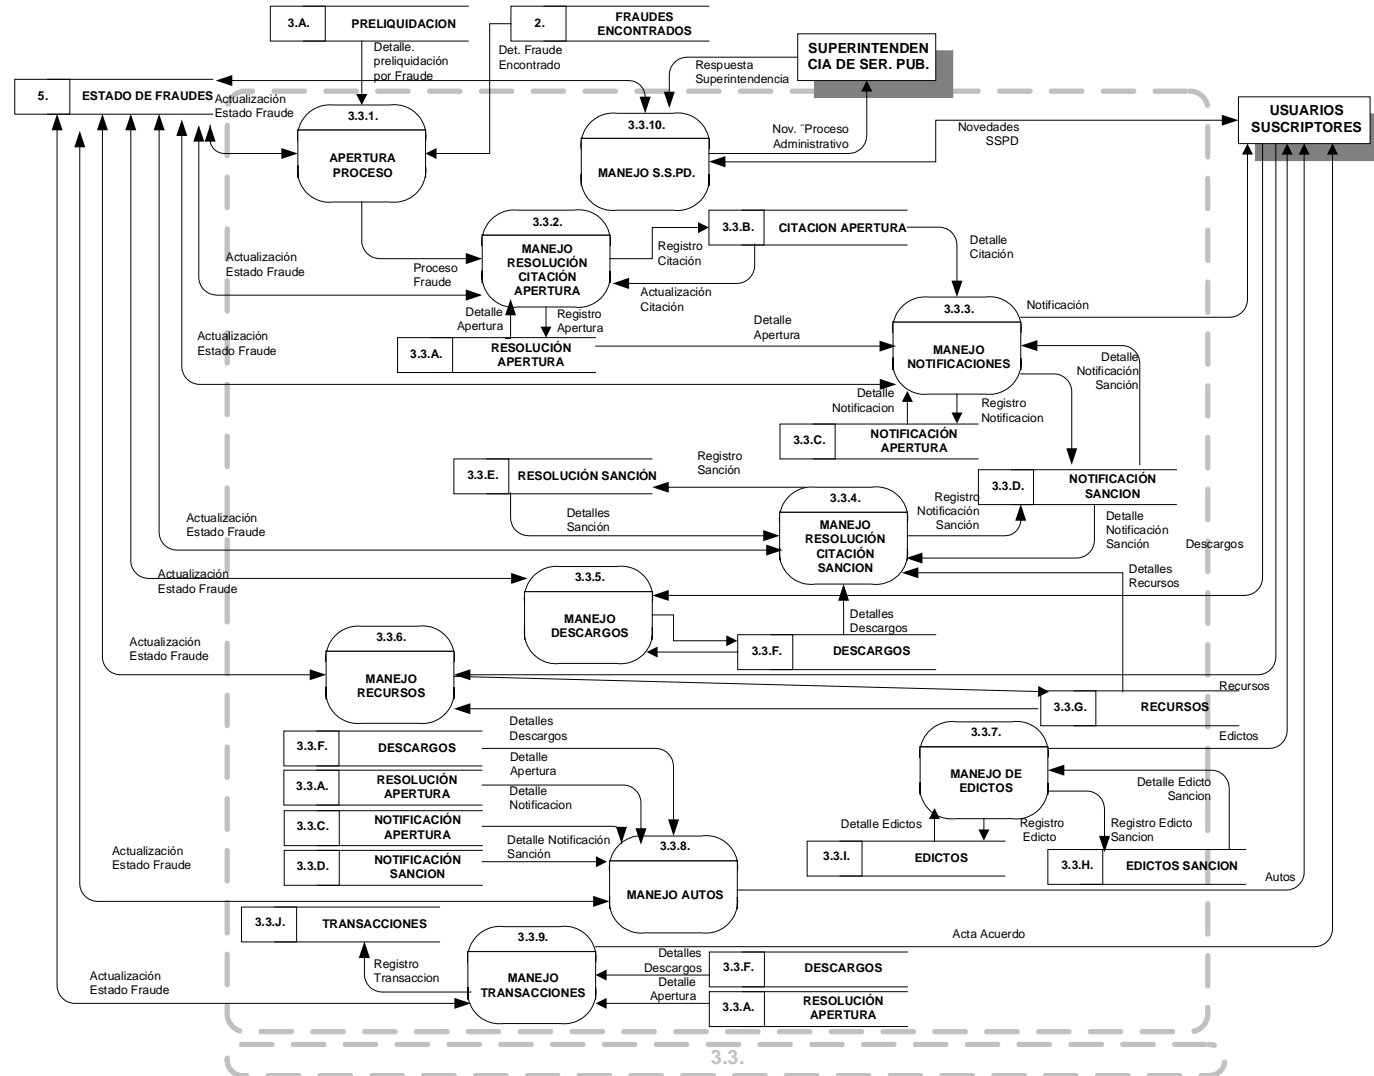 3.A.
PRELIQUIDACION
2.
FRAUDES
ENCONTRADOS
Detalle.
preliquidación
por Fraude
Det. Fraude
Encontrado
Respuesta
Superintendencia
SUPERINTENDEN
CIA DE SER. PUB.
5.
ESTADO DE FRAUDES
Actualización
Estado Fraude
USUARIOS
SUSCRIPTORES
3.3.1.
APERTURA
PROCESO
3.3.10.
MANEJO S.S.PD.
Nov. ¨Proceso
Administrativo
Novedades
SSPD
3.3.2.
MANEJO
RESOLUCIÓN
CITACIÓN
APERTURA
Registro
Citación
3.3.B.
CITACION APERTURA
Detalle
Citación
Actualización
Estado Fraude
Proceso
Fraude
Actualización
Citación
Detalle
Apertura
Registro
Apertura
3.3.3.
MANEJO
NOTIFICACIONES
Notificación
Actualización
Estado Fraude
3.3.A.
RESOLUCIÓN
APERTURA
Detalle
Apertura
Detalle
Notificación
Sanción
Detalle
Notificacion
Registro
Notificacion
3.3.C.
NOTIFICACIÓN
APERTURA
3.3.E.
RESOLUCIÓN SANCIÓN
Registro
Sanción
3.3.D.
NOTIFICACIÓN
SANCION
3.3.4.
MANEJO
RESOLUCIÓN
CITACIÓN
SANCION
Registro
Notificación
Sanción
Detalles
Sanción
Detalle
Notificación
Sanción
Descargos
Actualización
Estado Fraude
Detalles
Recursos
Actualización
Estado Fraude
3.3.5.
MANEJO
DESCARGOS
Detalles
Descargos
3.3.F.
DESCARGOS
Actualización
Estado Fraude
3.3.6.
MANEJO
RECURSOS
Recursos
3.3.G.
RECURSOS
Detalles
Descargos
Edictos
3.3.F.
DESCARGOS
Detalle
Apertura
3.3.7.
MANEJO DE
EDICTOS
3.3.A.
RESOLUCIÓN
APERTURA
Detalle
Notificacion
Detalle Edicto
Sancion
3.3.C.
NOTIFICACIÓN
APERTURA
Detalle Notificación
Sanción
Detalle Edictos
Registro
Edicto
Registro Edicto
Sancion
3.3.D.
NOTIFICACIÓN
SANCION
3.3.8.
MANEJO AUTOS
3.3.I.
EDICTOS
3.3.H.
EDICTOS SANCION
Autos
Actualización
Estado Fraude
3.3.J.
TRANSACCIONES
3.3.9.
MANEJO
TRANSACCIONES
Acta Acuerdo
Registro
Transaccion
Detalles
Descargos
3.3.F.
DESCARGOS
Detalle
Apertura
3.3.A.
RESOLUCIÓN
APERTURA
Actualización
Estado Fraude
3.3.